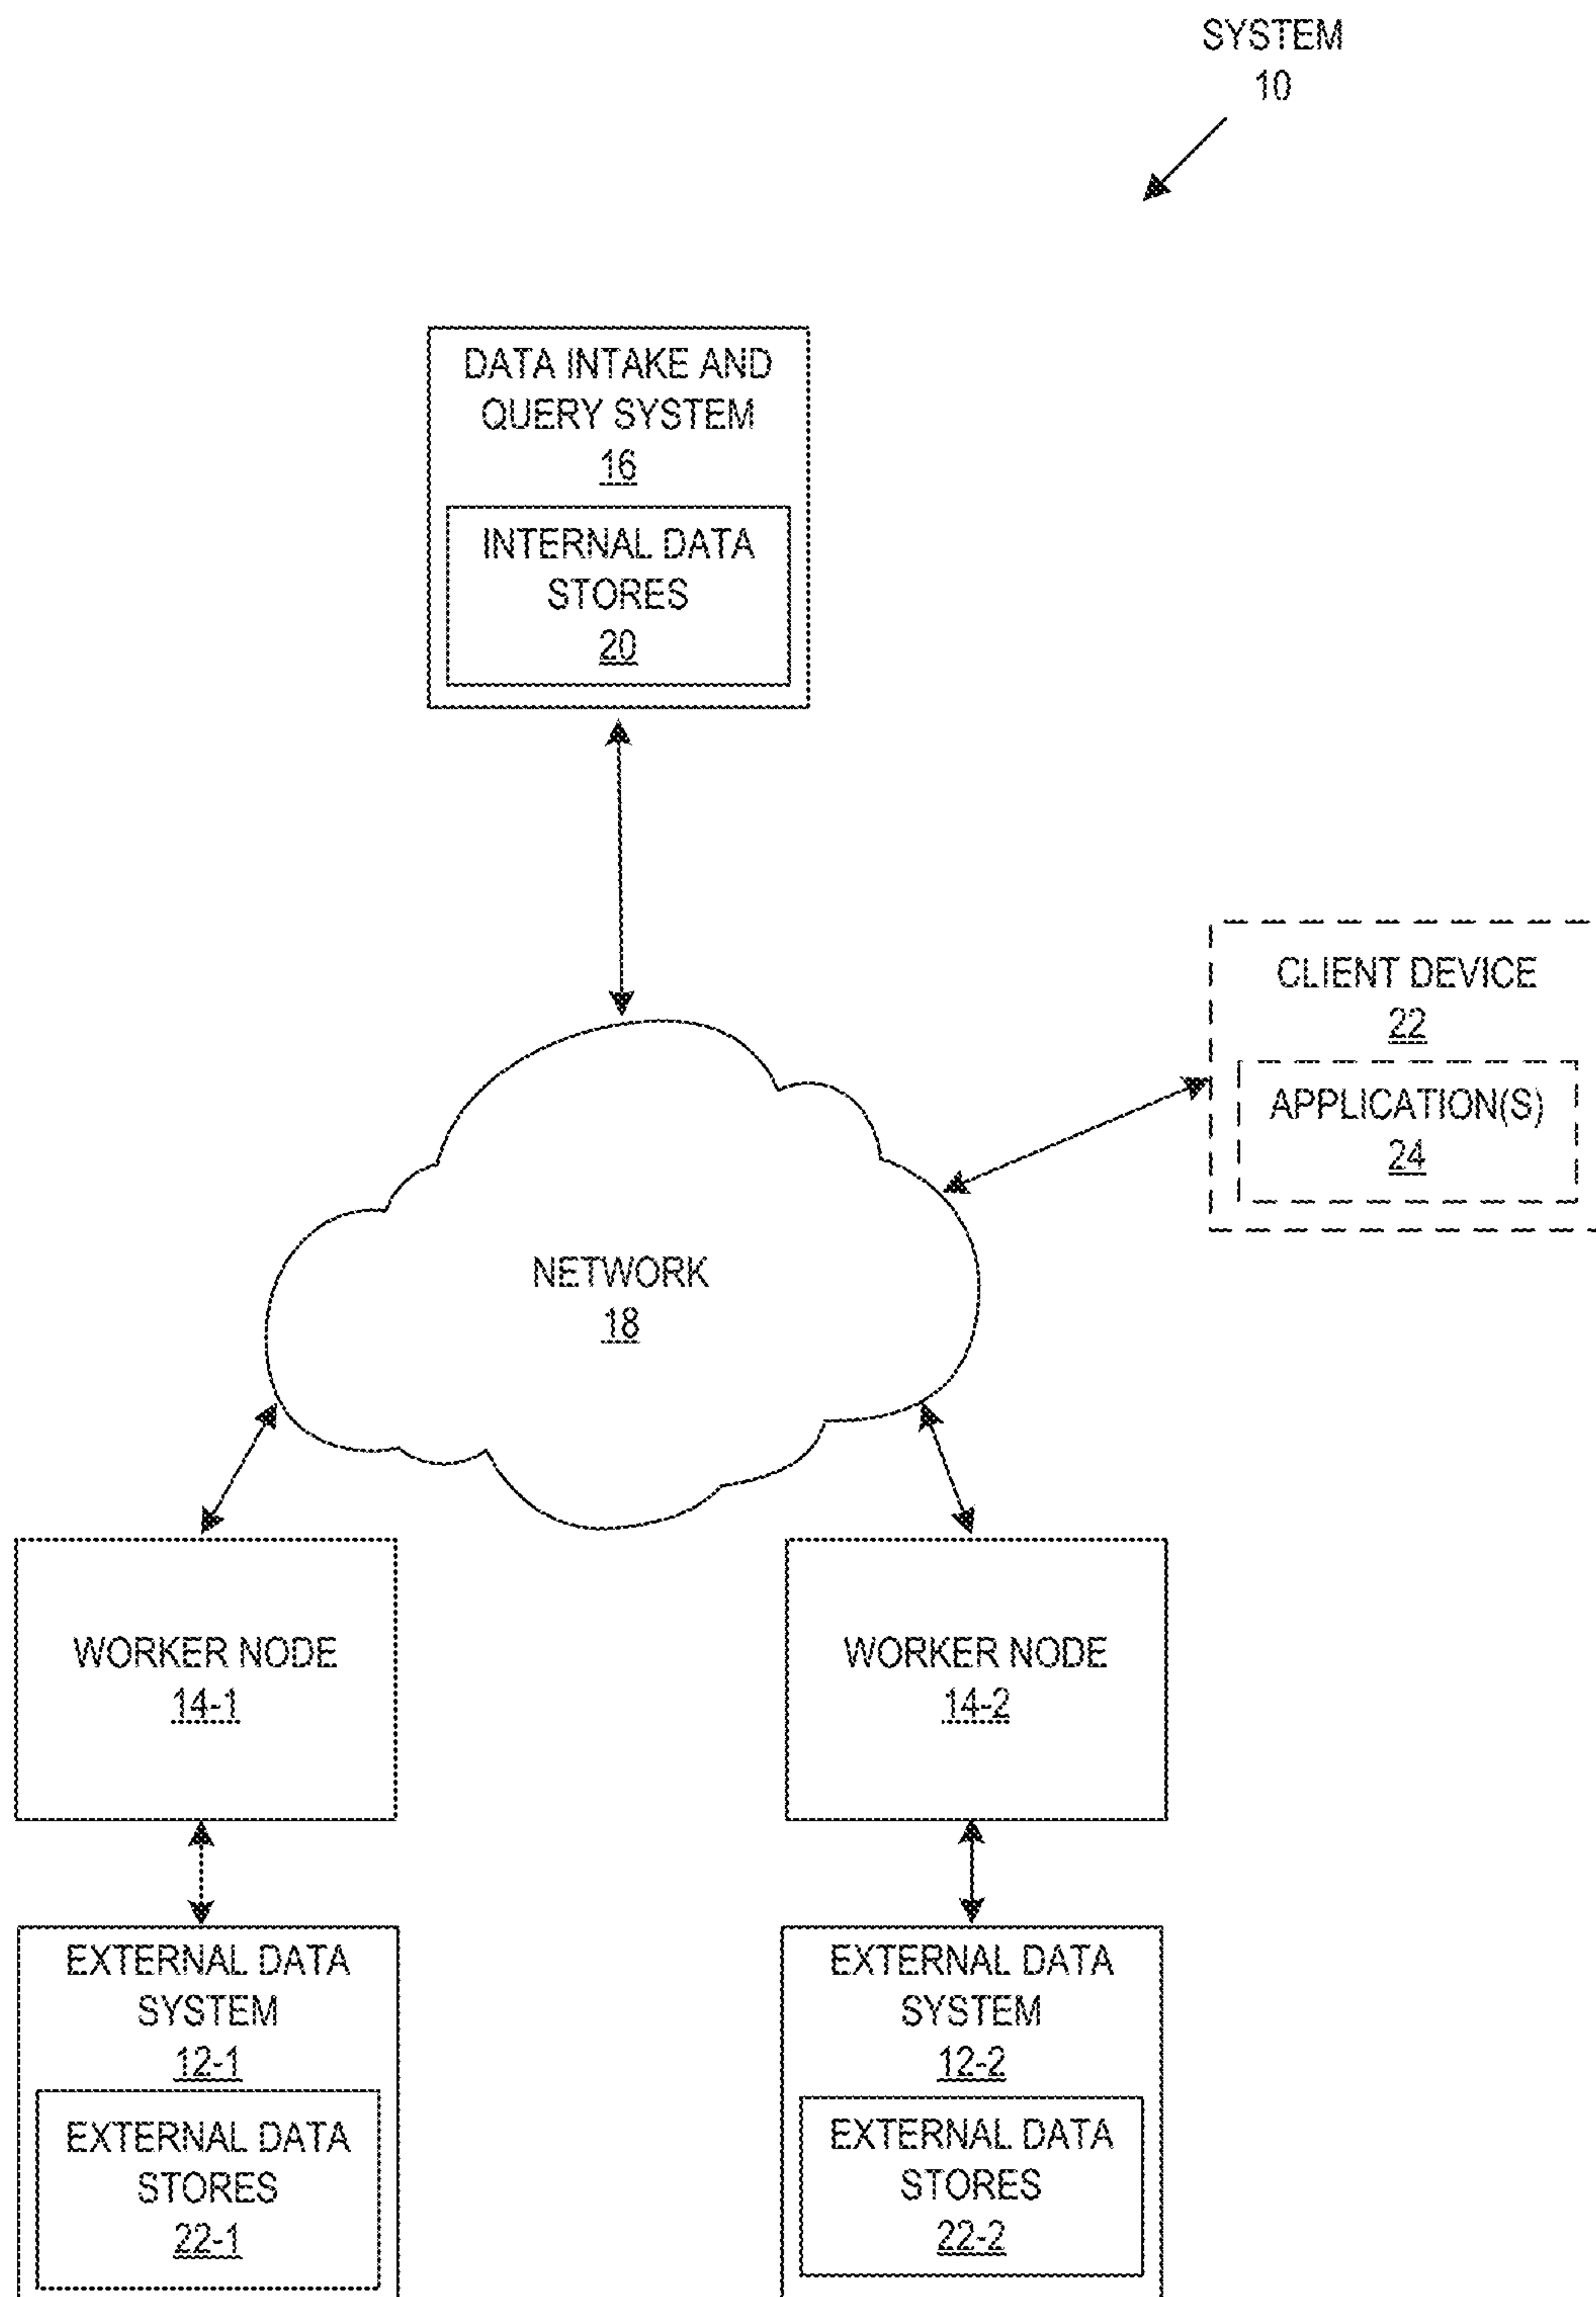 SYSTEM
10
DATA INTAKE AND
QUERY SYSTEM
16
INTERNAL DATA
STORES
20
CLIENT DEVICE
22
APPLICATION(S)
24
NETWORK
18
WORKER NODE
14-1
WORKER NODE
14-2
EXTERNAL DATA
SYSTEM
12-1
EXTERNAL DATA
STORES
22-1
EXTERNAL DATA
SYSTEM
12-2
EXTERNAL DATA
STORES
22-2